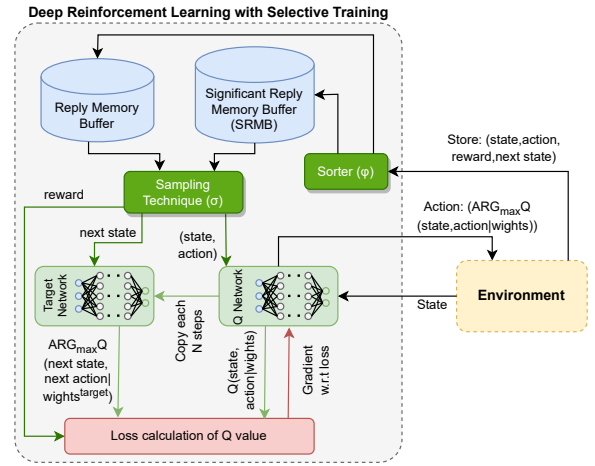 Deep Reinforcement Learning with Selective Training
Reply Memory
Buffer
Significant Reply
Memory Buffer
(SRMB)
Store: (state,action,
reward,next state)
Sorter (φ)
Sampling
Technique (σ)
reward
next state
(state,
action)
Action: (ARGmaxQ
(state,action|wights))
Target
Network
Q Network
Environment
State
Copy each
N steps
ARGmaxQ
(next state,
next action|
wightstarget)
Q(state,
action|wights)
Gradient
w.r.t loss
Loss calculation of Q value